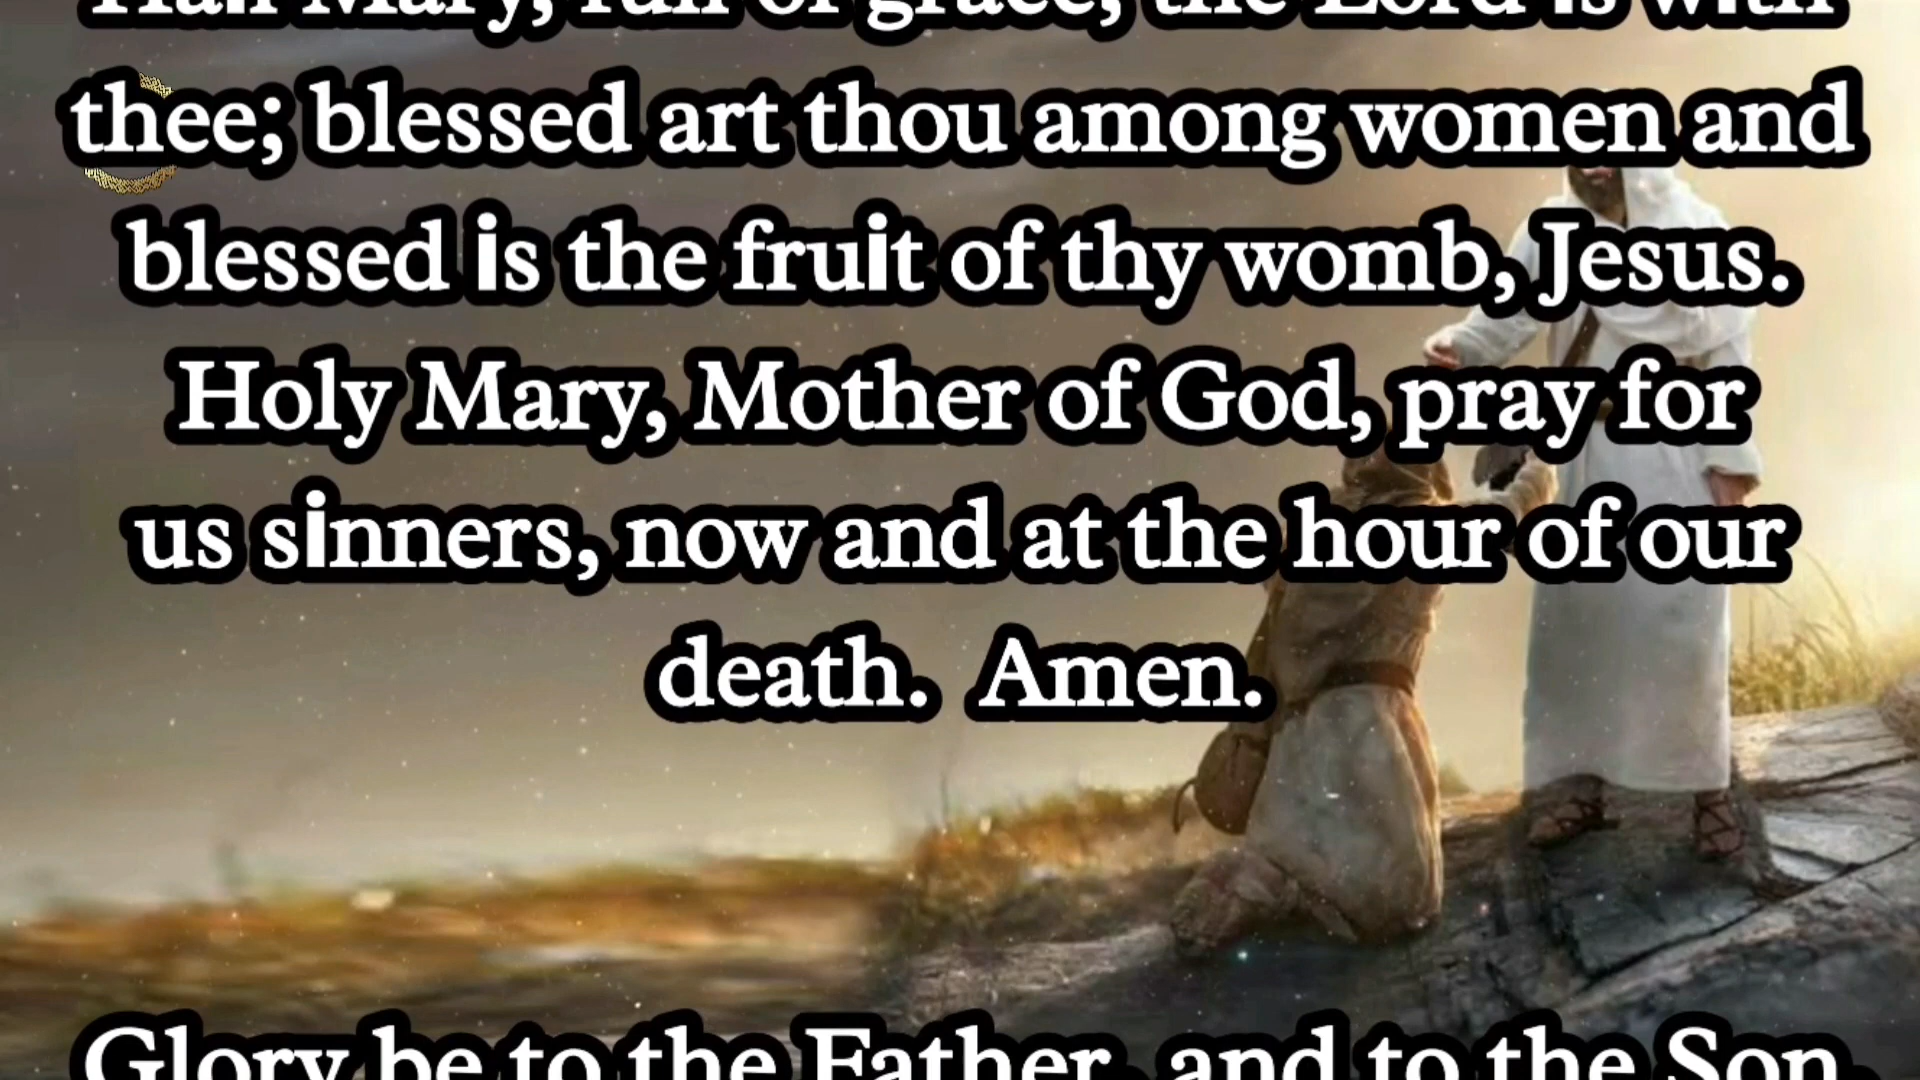 Hail Mary, full of grace, the Lord is with
thee; blessed art thou among women and
blessed is the fruit of thy womb, Jesus.
Holy Mary, Mother of God, pray for
us sinners, now and at the hour of our
death. Amen.
Glory be to the Father, and to the Son,